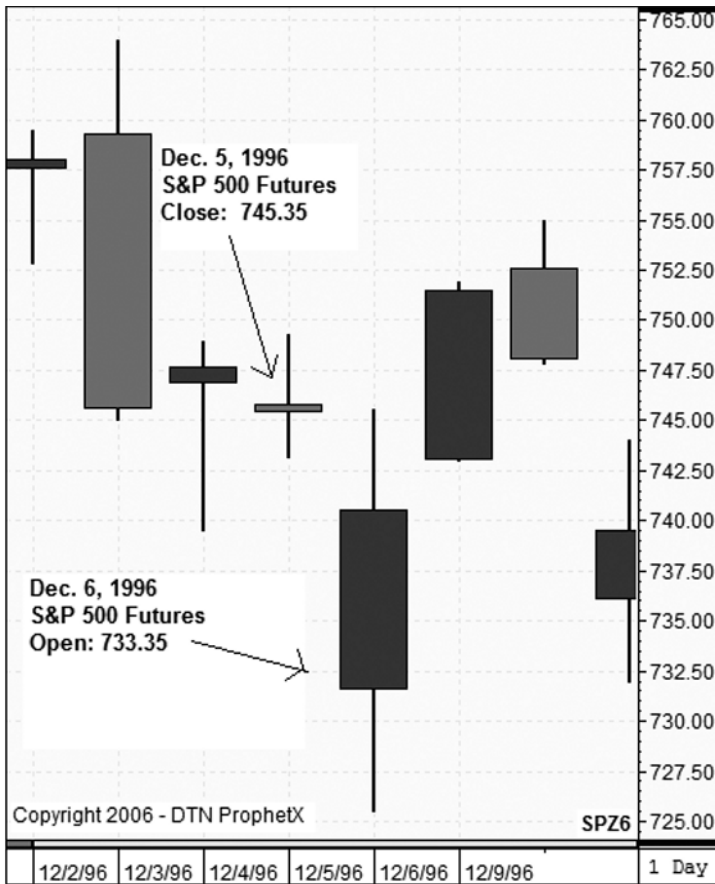 765.00
762.50
760.00
Dec. 5, 1996
S&P 500 Futures
Close: 745.35
757.50
755.00
752.50
750.00
747.50
745.00
742.50
740.00
Dec. 6, 1996
S&P 500 Futures
Open: 733.35
737.50
735.00
732.50
730.00
727.50
Copyright 2006 - DTN ProphetX
SPZ6
725.00
12/2/96 12/3/96 12/4/96 12/5/96 12/6/96 12/9/96 1 Day